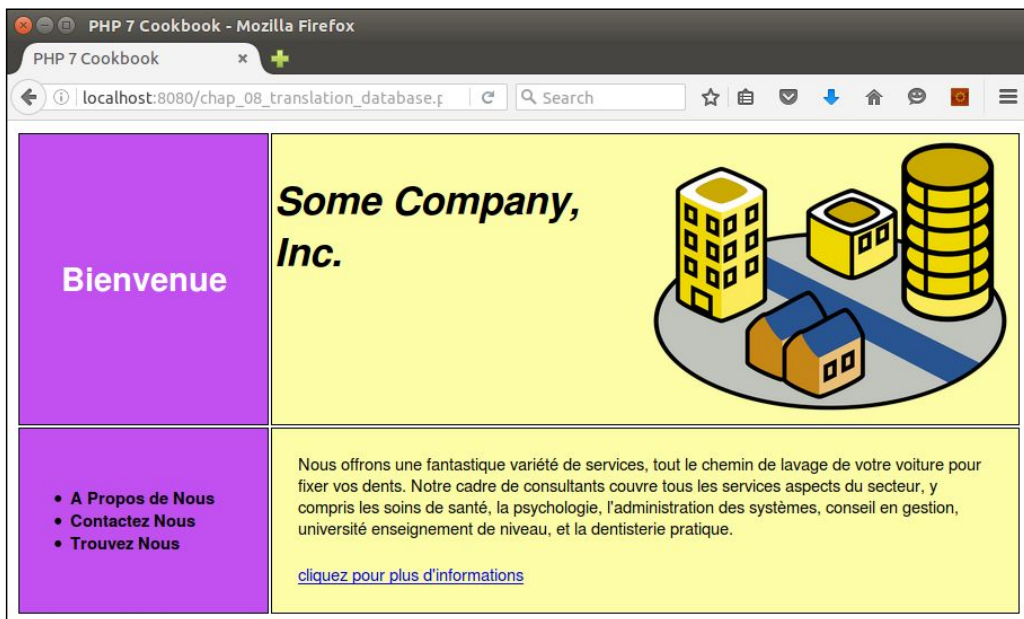 PHP 7 Cookbook - Mozilla Firefox
PHP 7 Cookbook
localhost:8080/chap_08_translation_database.p
Search
Some Company,
Inc.
Bienvenue
A Propos de Nous
Contactez Nous
Trouvez Nous
Nous offrons une fantastique variété de services, tout le chemin de lavage de votre voiture pour
fixer vos dents. Notre cadre de consultants couvre tous les services aspects du secteur, y
compris les soins de santé, la psychologie, l'administration des systèmes, conseil en gestion,
université enseignement de niveau, et la dentisterie pratique.
cliquez pour plus d'informations